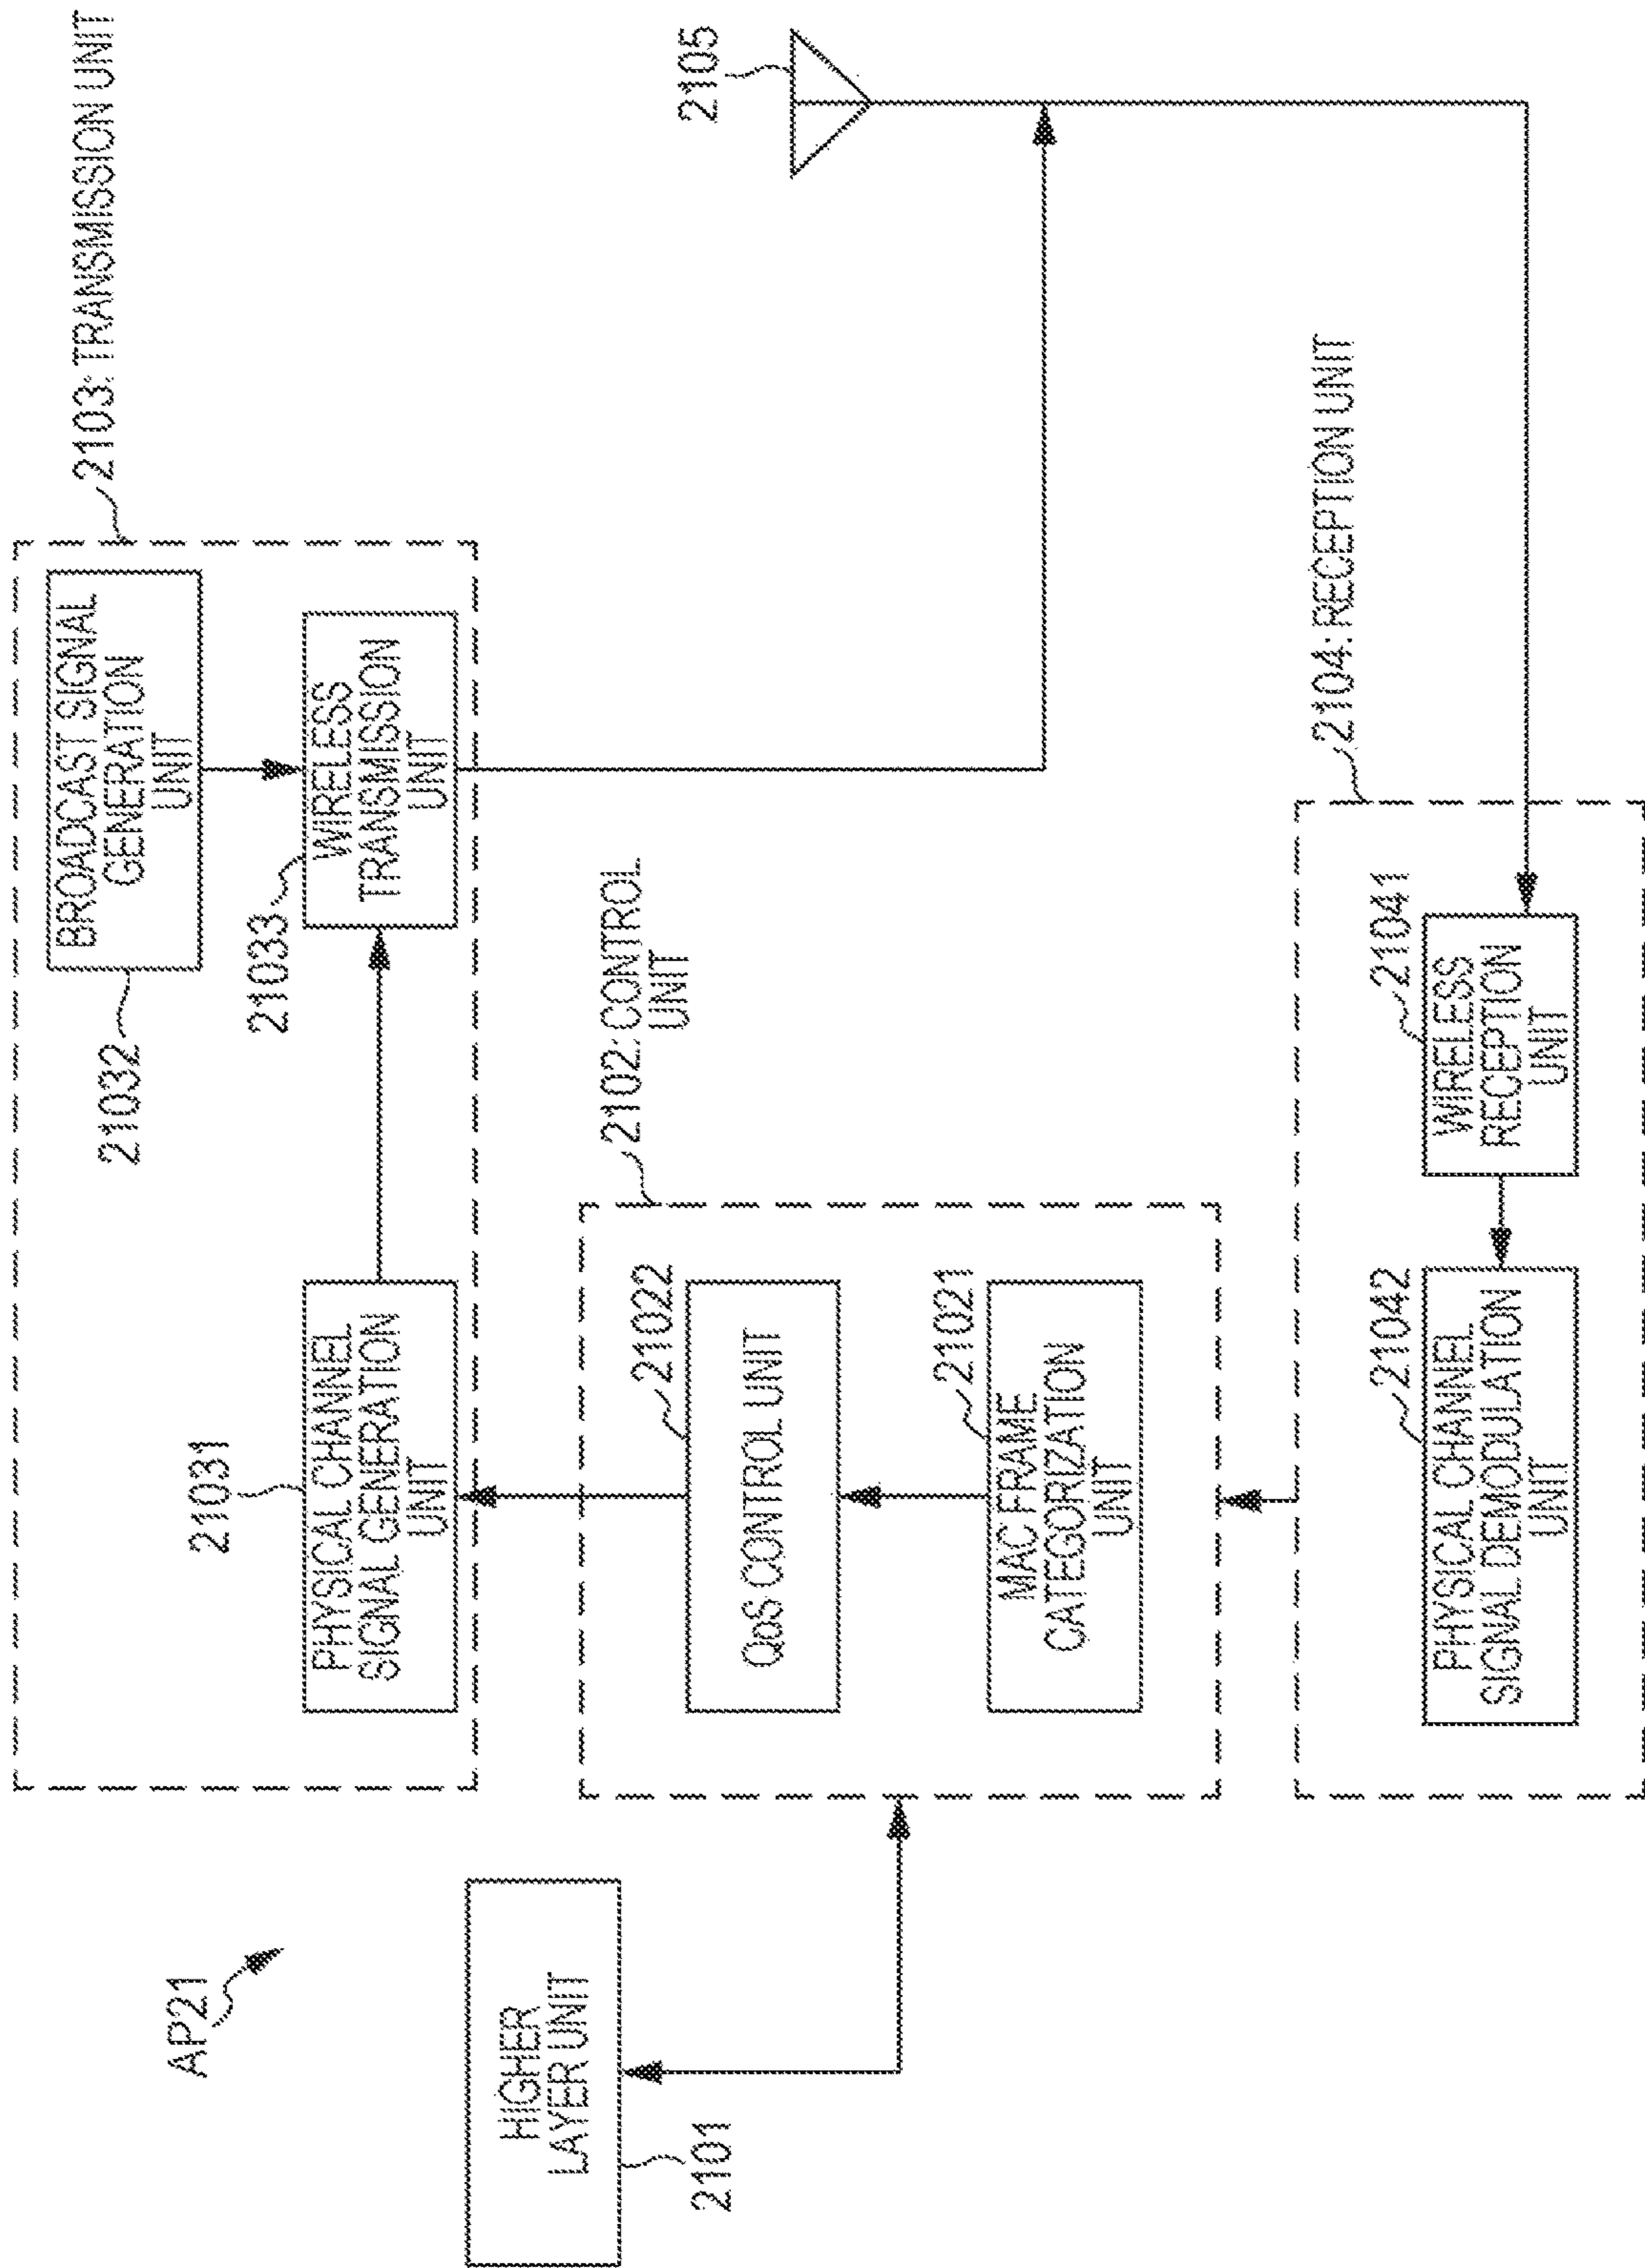 AP21
2103: TRANSMISSION UNIT
21032
BROADCAST SIGNAL
GENERATION
UNIT
21031
PHYSICAL CHANNEL
SIGNAL GENERATION
UNIT
21033
WIRELESS
TRANSMISSION
UNIT
HIGHER
LAYER UNIT
2101
2102: CONTROL
UNIT
21022
QoS CONTROL UNIT
21021
MAC FRAME
CATEGORIZATION
UNIT
2105
2104: RECEPTION UNIT
21042
PHYSICAL CHANNEL
SIGNAL DEMODULATION
UNIT
21041
WIRELESS
RECEPTION
UNIT